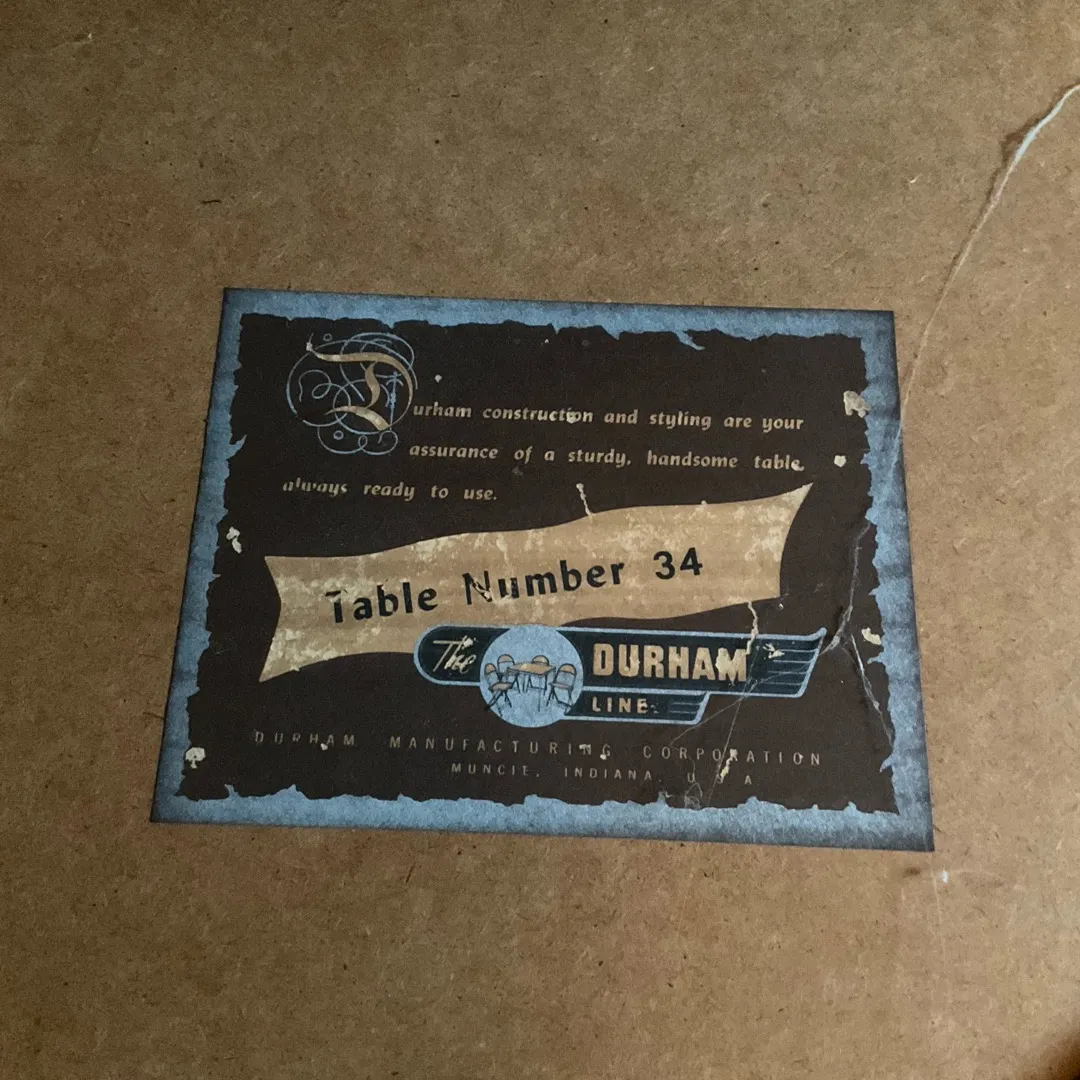 Durham construction and styling are your
assurance of a sturdy, handsome table
always ready to use.
Table Number 34
The DURHAM
LINE
DURHAM MANUFACTURING CORPORATION
MUNCIE, INDIANA, U S A